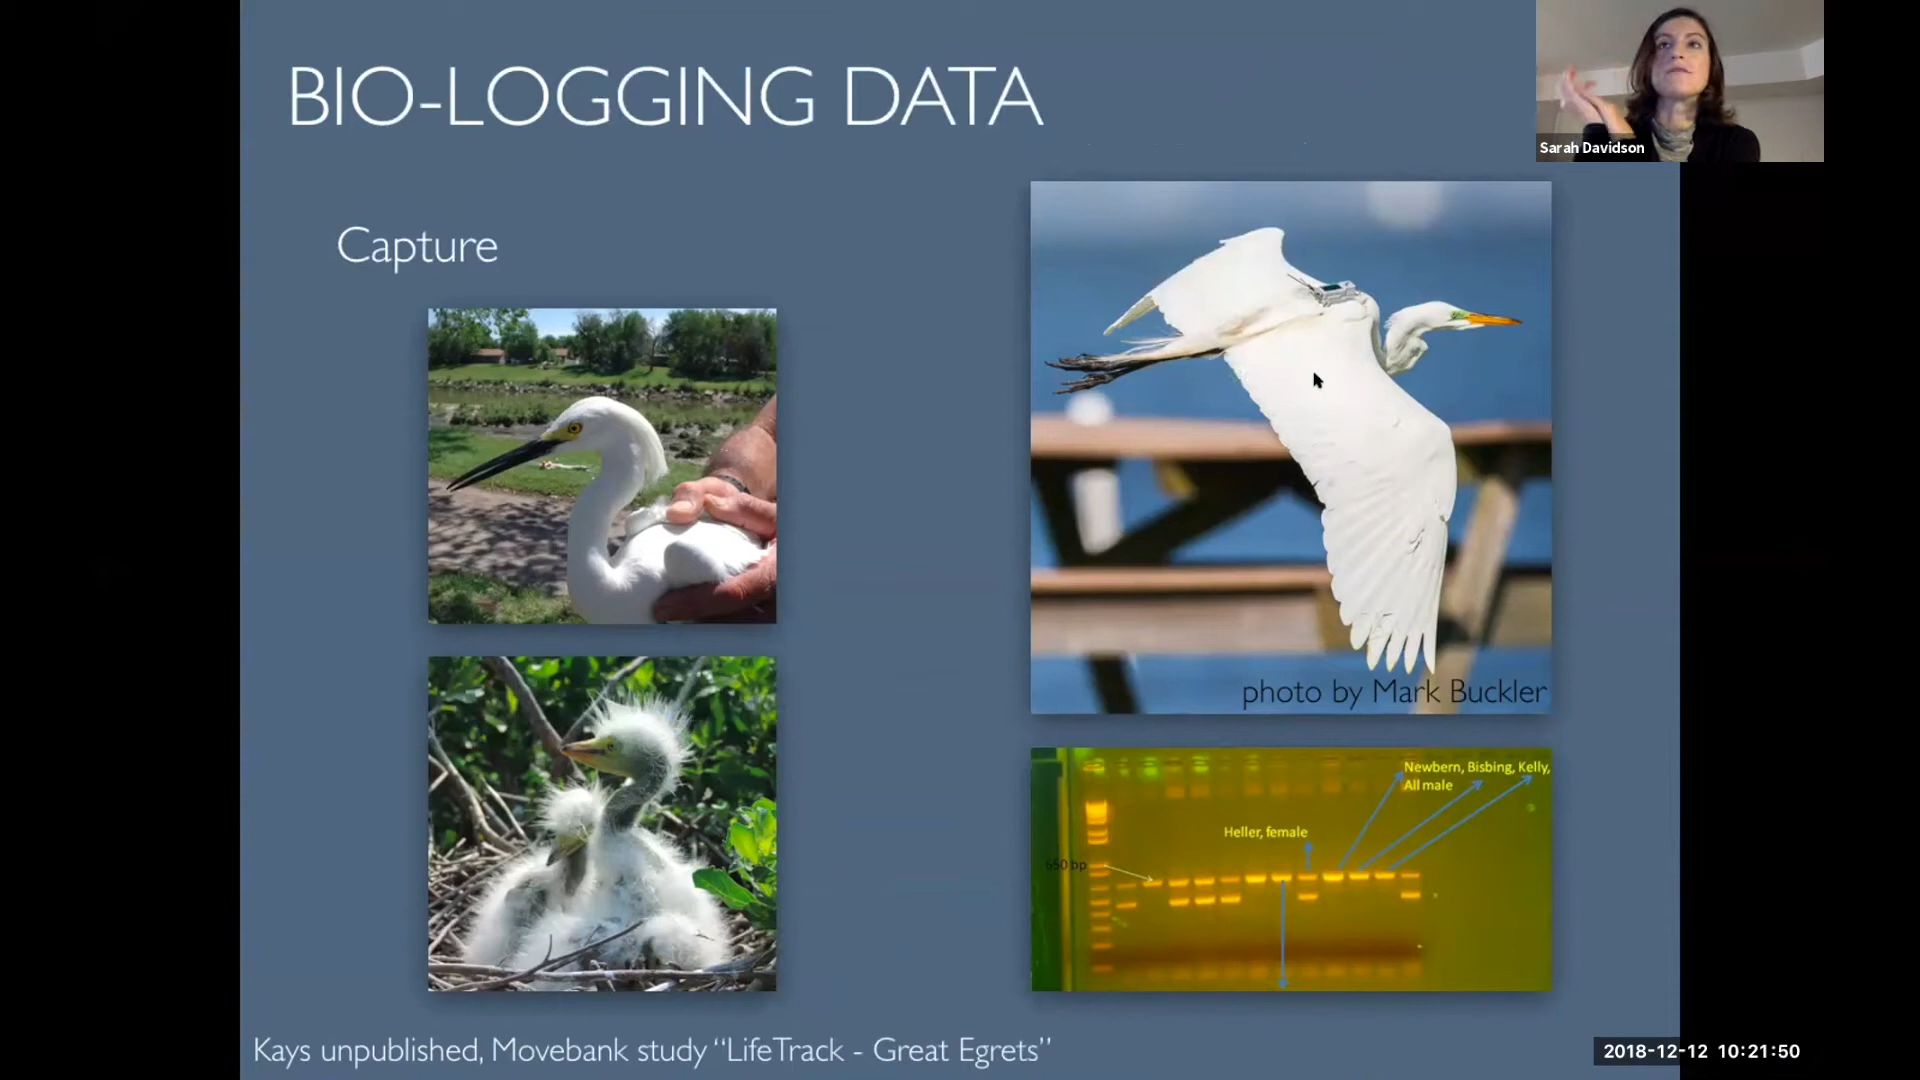 BIO-LOGGING DATA
Sarah Davidson
Capture
photo by Mark Buckler
Newbern, Bisbing, Kelly,
All male
Heller, female
650 bp
Kays unpublished, Movebank study “LifeTrack - Great Egrets”
2018-12-12 10:21:50